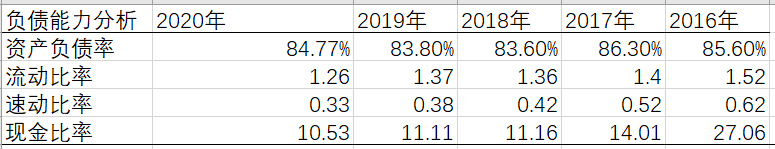 负债能力分析 2020年 2019年 2018年 2017年 2016年
资产负债率 84.77% 83.80% 83.60% 86.30% 85.60%
流动比率 1.26 1.37 1.36 1.4 1.52
速动比率 0.33 0.38 0.42 0.52 0.62
现金比率 10.53 11.11 11.16 14.01 27.06